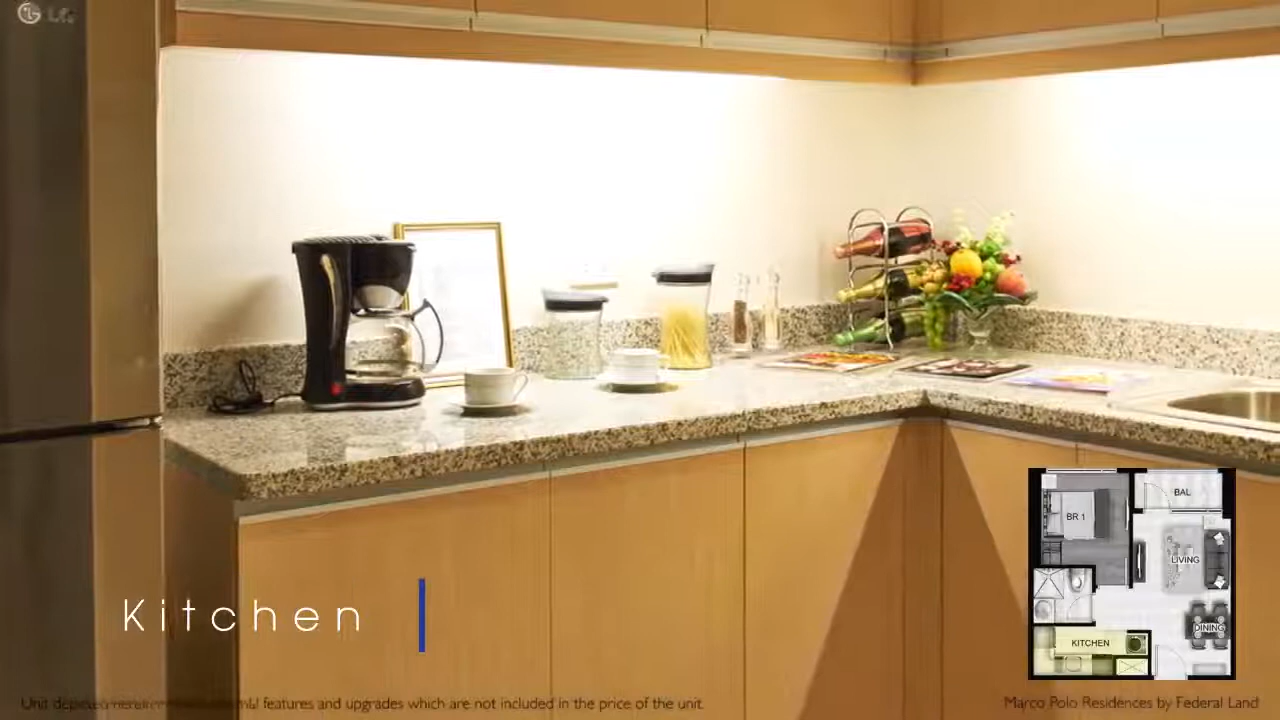 LG
BAL
BR 1
LIVING
DINING
KITCHEN
Kitchen
Unit features and upgrades which are not included in the price of the unit.
Marco Polo Residences by Federal Land